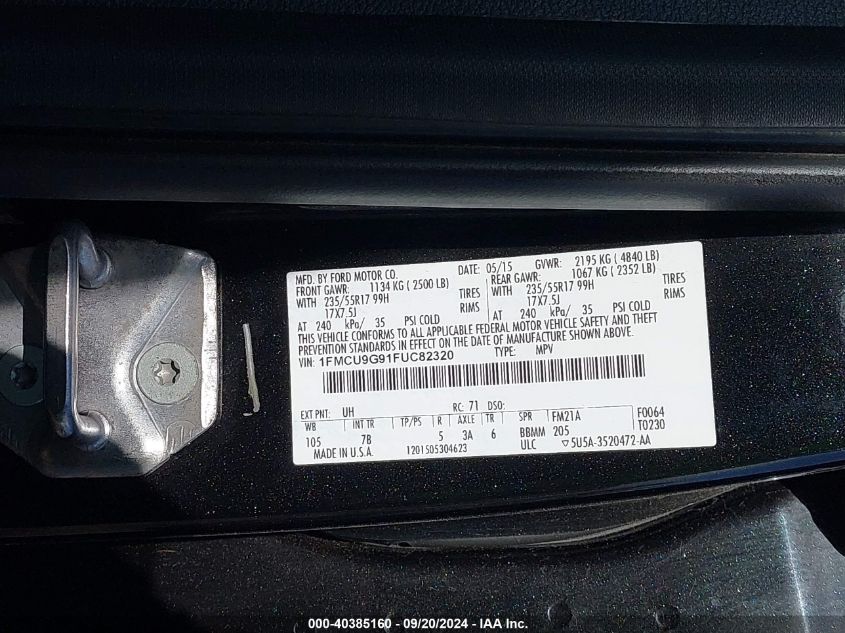 MFD. BY FORD MOTOR CO. DATE: 05/15 GVWR: 2195 KG ( 4840 LB)
FRONT GAWR: 1134 KG ( 2500 LB) REAR GAWR: 1067 KG ( 2352 LB)
WITH 235/55R17 99H TIRES WITH 235/55R17 99H TIRES
17X7.5J RIMS 17X7.5J RIMS
AT 240 kPa/ 35 PSI COLD AT 240 kPa/ 35 PSI COLD
THIS VEHICLE CONFORMS TO ALL APPLICABLE FEDERAL MOTOR VEHICLE SAFETY AND THEFT
PREVENTION STANDARDS IN EFFECT ON THE DATE OF MANUFACTURE SHOWN ABOVE.
VIN: 1FMCU9G91FUC82320 TYPE: MPV
EXT PNT: UH RC: 71 DSO:
WB INT TR TP/PS R AXLE TR SPR FM21A F0064
105 7B 5 3A 6 BBMM 205 T0230
MADE IN U.S.A. 1201505304623 ULC ▽5U5A-3520472-AA
000-40385160 - 09/20/2024 - IAA Inc.